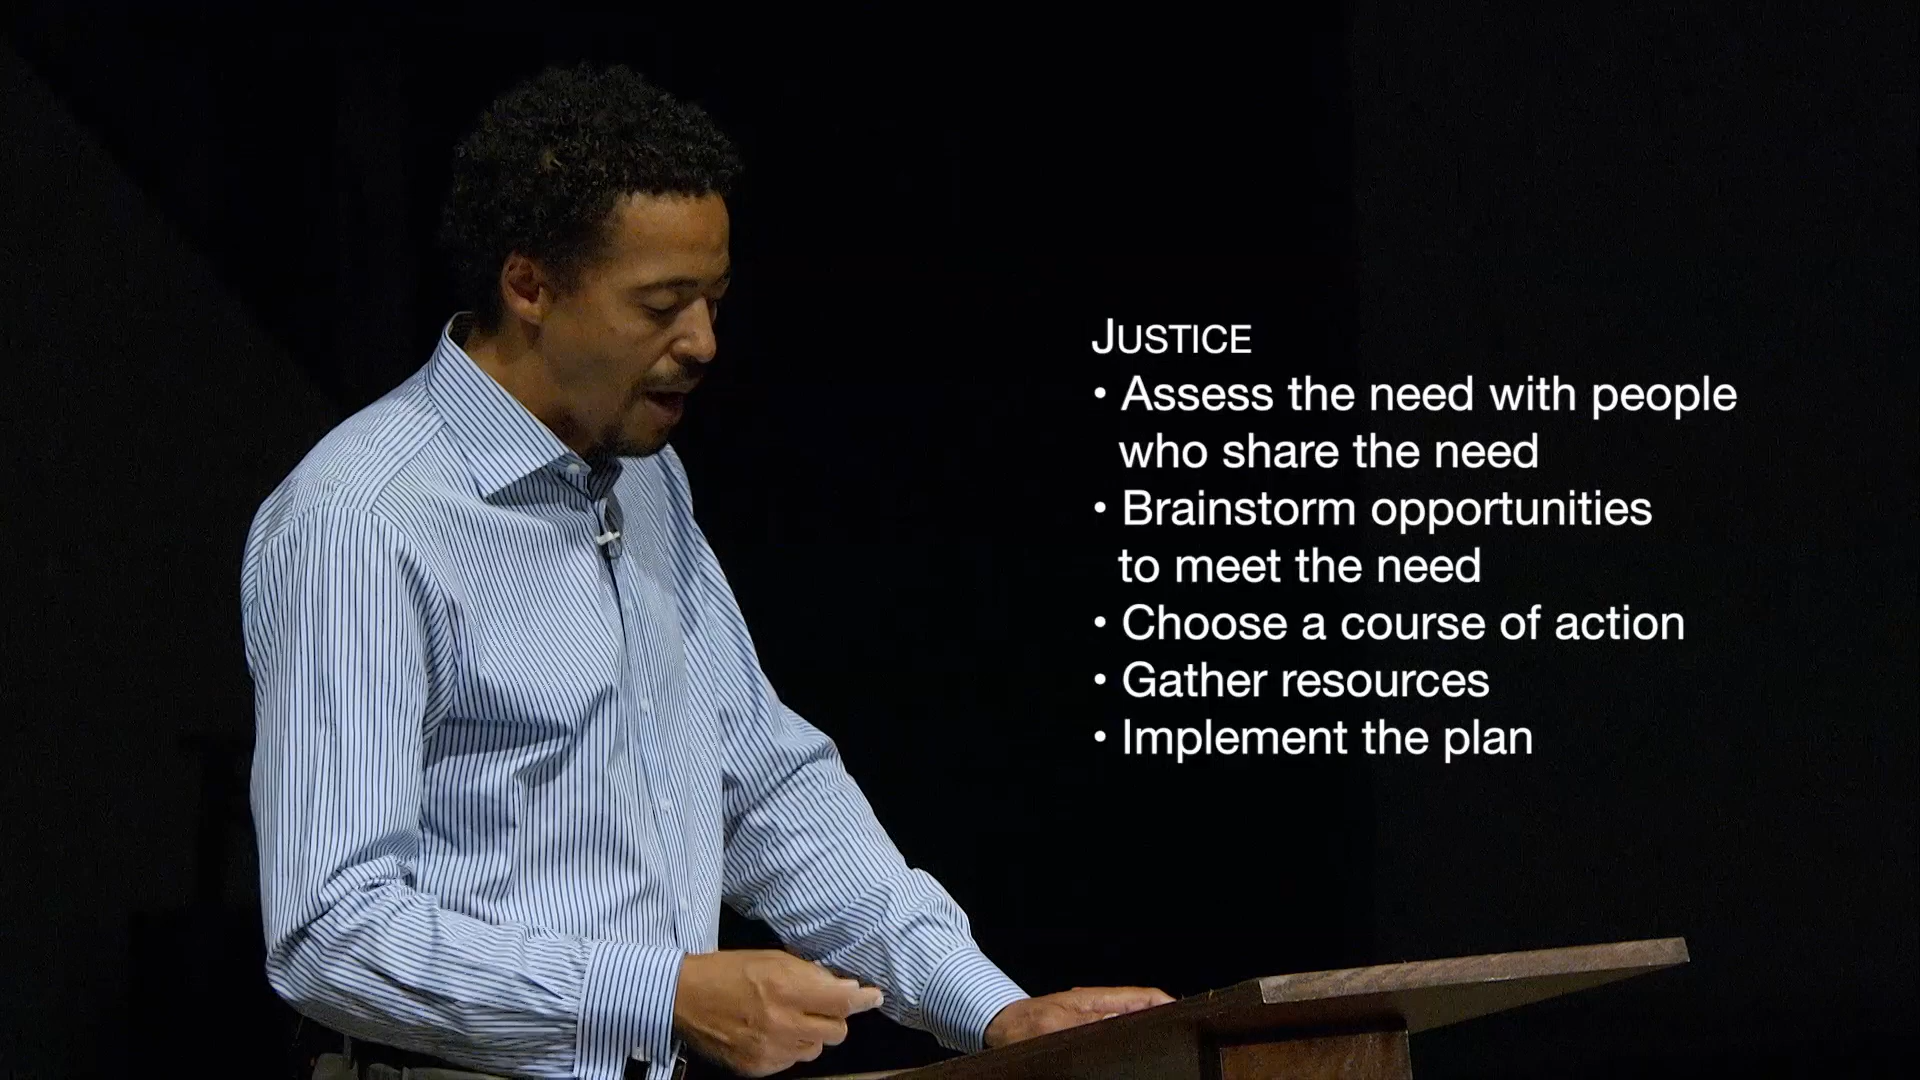 JUSTICE
• Assess the need with people
who share the need
• Brainstorm opportunities
to meet the need
• Choose a course of action
• Gather resources
• Implement the plan